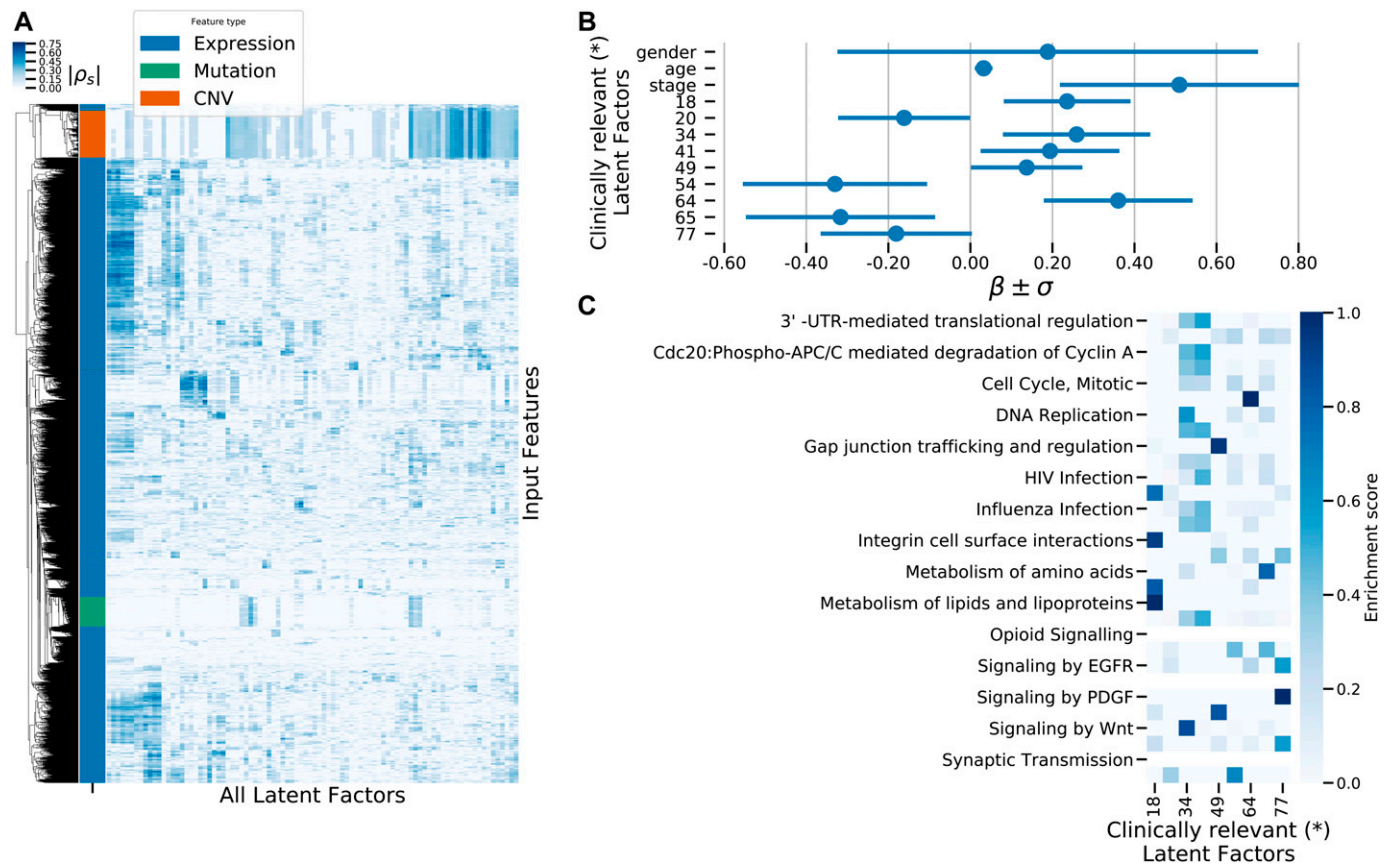 A
Feature type
Expression
Mutation
CNV
0.75
0.60
0.45
0.30
0.15
0.00
|ρs|
Input Features
All Latent Factors
B
Clinically relevant (*)
Latent Factors
gender
age
stage
18
20
34
41
49
54
64
65
77
-0.60
-0.40
-0.20
0.00
0.20
0.40
0.60
0.80
β ± σ
C
3' -UTR-mediated translational regulation
Cdc20:Phospho-APC/C mediated degradation of Cyclin A
Cell Cycle, Mitotic
DNA Replication
Gap junction trafficking and regulation
HIV Infection
Influenza Infection
Integrin cell surface interactions
Metabolism of amino acids
Metabolism of lipids and lipoproteins
Opioid Signalling
Signaling by EGFR
Signaling by PDGF
Signaling by Wnt
Synaptic Transmission
18
34
49
64
77
Clinically relevant (*)
Latent Factors
1.0
0.8
0.6
0.4
0.2
0.0
Enrichment score